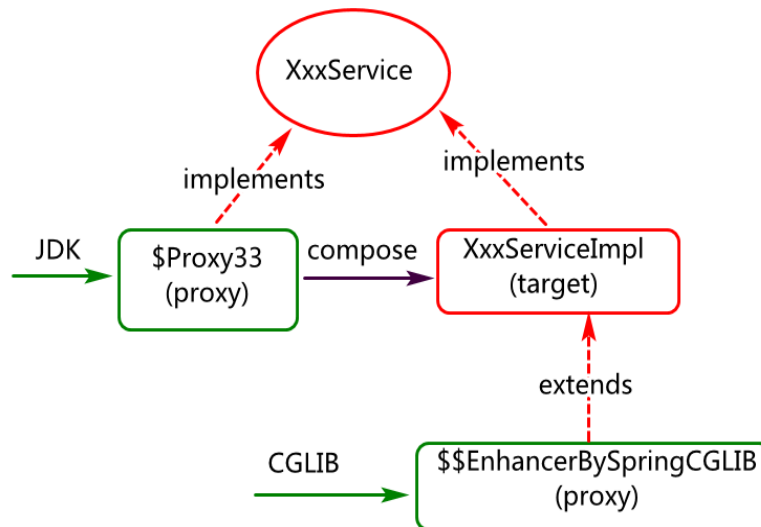 XxxService
implements
implements
JDK
$Proxy33
(proxy)
compose
XxxServiceImpl
(target)
extends
CGLIB
$$EnhancerBySpringCGLIB
(proxy)